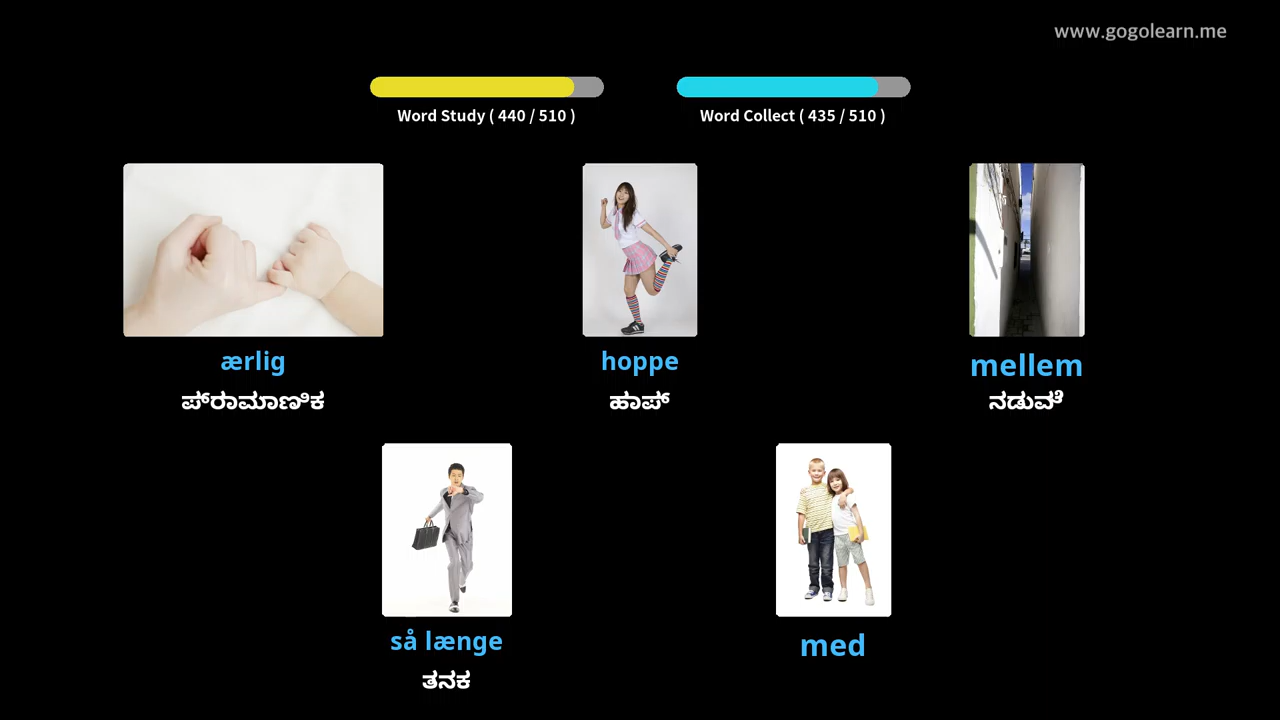 www.gogolearn.me
Word Study ( 440 / 510 )
Word Collect ( 435 / 510 )
ærlig
hoppe
mellem
ಪ್ರಾಮಾಣಿಕ
ಹಾಪ್
ನಡುವೆ
så længe
med
ತನಕ